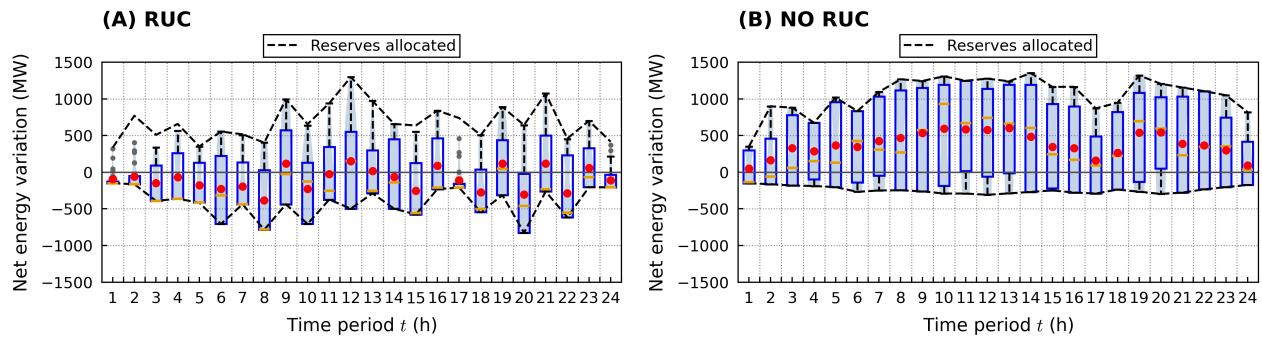 (A) RUC
Reserves allocated
Net energy variation (MW)
1500
1000
500
0
−500
−1000
−1500
1 2 3 4 5 6 7 8 9 10 11 12 13 14 15 16 17 18 19 20 21 22 23 24
Time period t (h)
(B) NO RUC
Reserves allocated
Net energy variation (MW)
1500
1000
500
0
−500
−1000
−1500
1 2 3 4 5 6 7 8 9 10 11 12 13 14 15 16 17 18 19 20 21 22 23 24
Time period t (h)